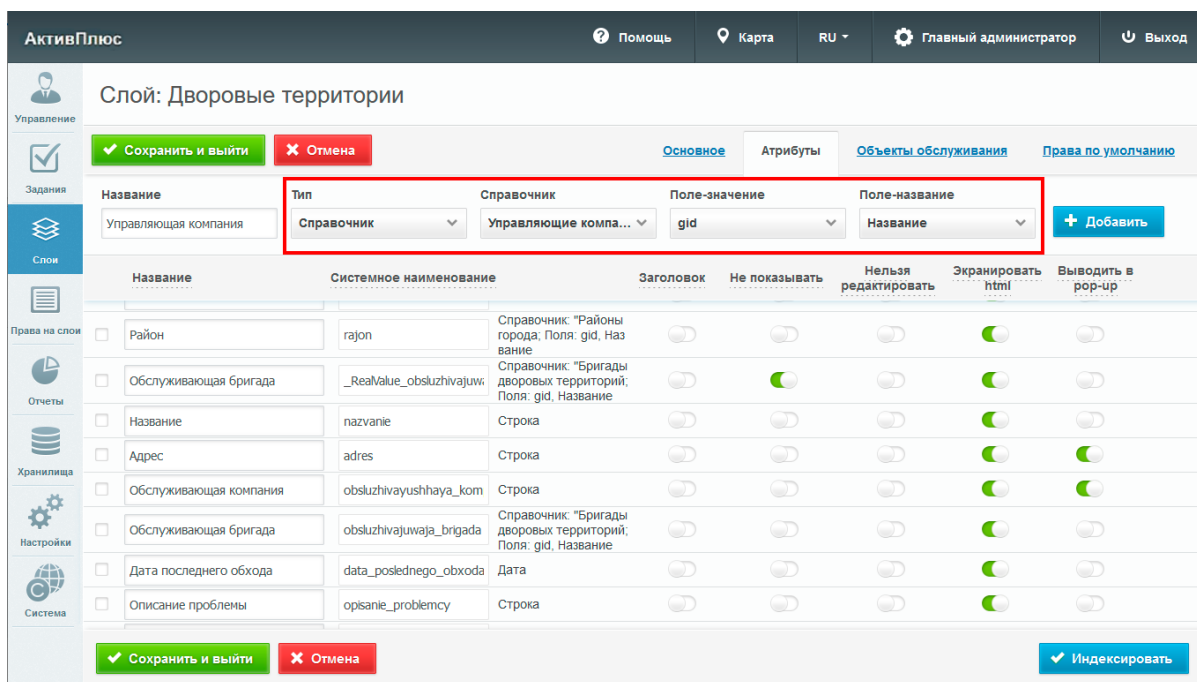 АктивПлюс
Помощь
Карта
RU
Главный администратор
Выход
Управление
Задания
Слои
Права на слои
Отчеты
Хранилища
Настройки
Система
Слой: Дворовые территории
Сохранить и выйти
Отмена
Основное
Атрибуты
Объекты обслуживания
Права по умолчанию
Название
Тип
Справочник
Поле-значение
Поле-название
Управляющая компания
Справочник
Управляющие компа...
gid
Название
Добавить
Название
Системное наименование
Заголовок
Не показывать
Нельзя
редактировать
Экранировать
html
Выводить в
pop-up
Район
rajon
Справочник: "Районы
города; Поля: gid, Наз
вание
Обслуживающая бригада
_RealValue_obsluzhivajuwa
Справочник: "Бригады
дворовых территорий;
Поля: gid, Название
Название
nazvanie
Строка
Адрес
adres
Строка
Обслуживающая компания
obsluzhivayushhaya_kom
Строка
Обслуживающая бригада
obsluzhivajuwaja_brigada
Справочник: "Бригады
дворовых территорий;
Поля: gid, Название
Дата последнего обхода
data_poslednego_obxoda
Дата
Описание проблемы
opisanie_problemcy
Строка
Сохранить и выйти
Отмена
Индексировать